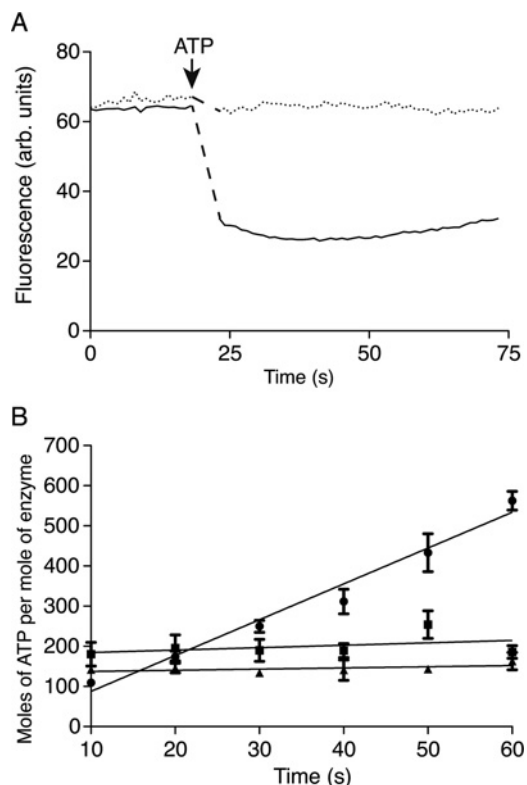 A
ATP
Fluorescence (arb. units)
80
60
40
20
0
0 25 50 75
Time (s)
B
Moles of ATP per mole of enzyme
700
600
500
400
300
200
100
0
10 20 30 40 50 60
Time (s)